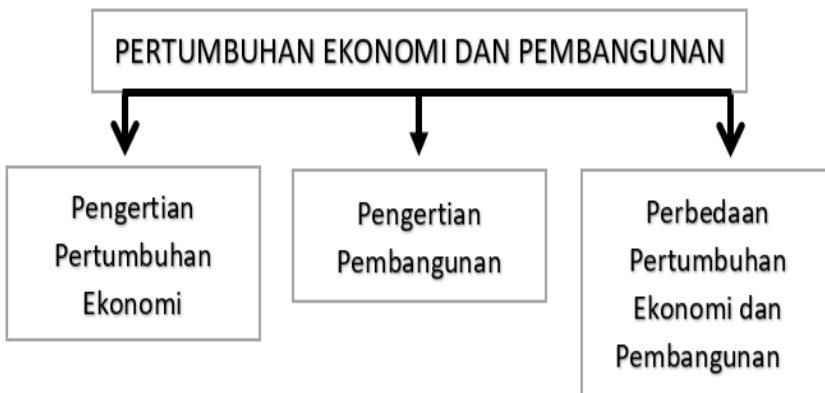 PERTUMBUHAN EKONOMI DAN PEMBANGUNAN
Pengertian
Pertumbuhan
Ekonomi
Pengertian
Pembangunan
Perbedaan
Pertumbuhan
Ekonomi dan
Pembangunan